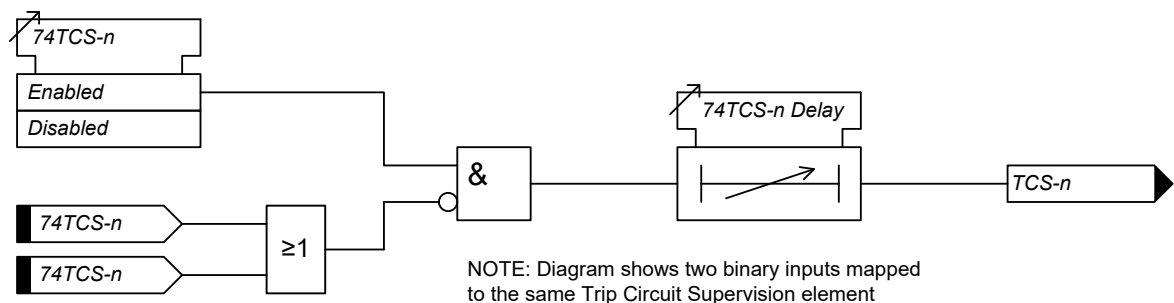 74TCS-n
Enabled
Disabled
74TCS-n
74TCS-n
≥1
&
74TCS-n Delay
TCS-n
NOTE: Diagram shows two binary inputs mapped
to the same Trip Circuit Supervision element